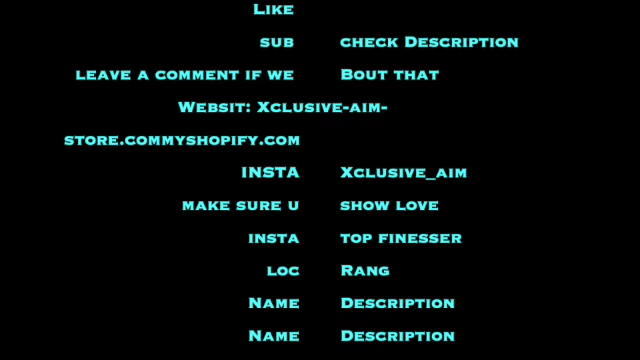 Like
sub check Description
leave a comment if we Bout that
Websit: Xclusive-aim-
store.commyshopify.com
INSTA Xclusive_aim
make sure u show love
insta top finesser
loc Rang
Name Description
Name Description